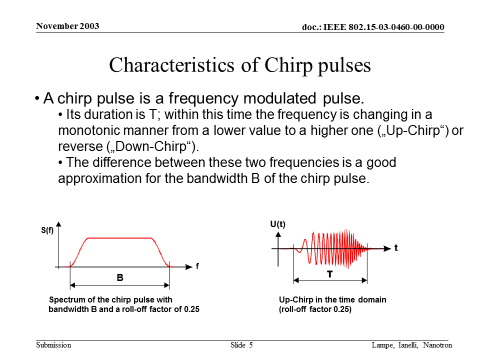 November 2003
doc.: IEEE 802.15-03-0460-00-0000
Characteristics of Chirp pulses
• A chirp pulse is a frequency modulated pulse.
• Its duration is T; within this time the frequency is changing in a
monotonic manner from a lower value to a higher one („Up-Chirp“) or
reverse („Down-Chirp“).
• The difference between these two frequencies is a good
approximation for the bandwidth B of the chirp pulse.
S(f)
f
B
Spectrum of the chirp pulse with
bandwidth B and a roll-off factor of 0.25
U(t)
t
T
Up-Chirp in the time domain
(roll-off factor 0.25)
Submission
Slide 5
Lampe, Ianelli, Nanotron